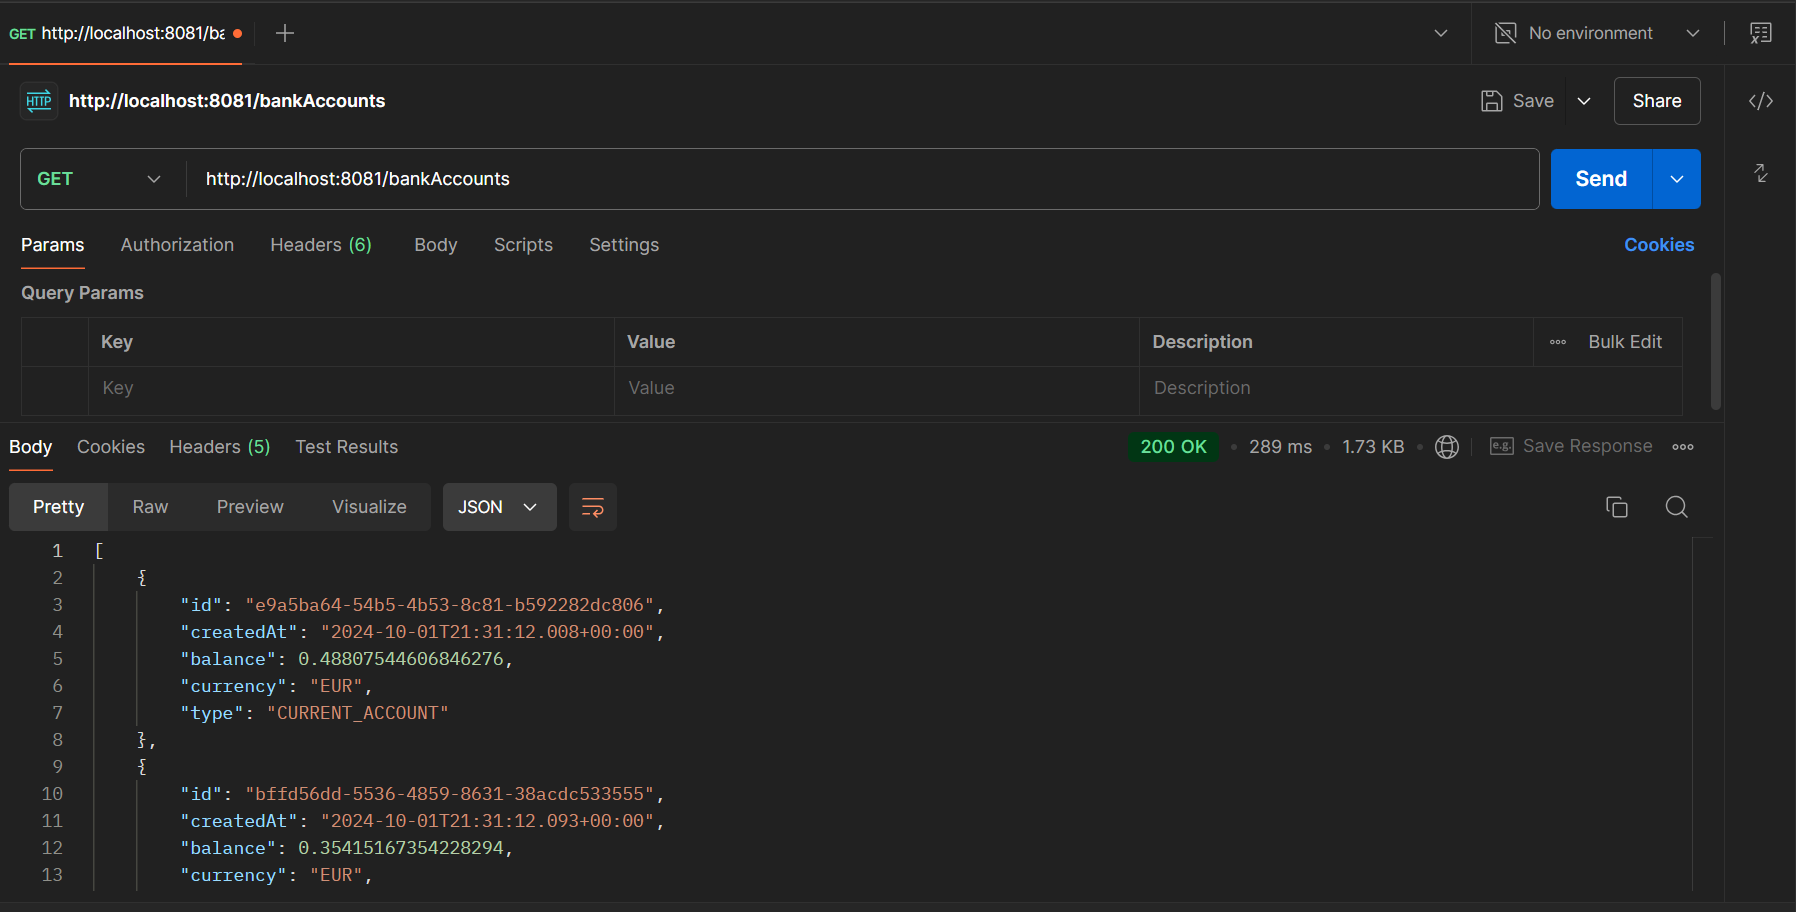 GET http://localhost:8081/ba
No environment
HTTP http://localhost:8081/bankAccounts
Save
Share
GET http://localhost:8081/bankAccounts
Send
Params Authorization Headers (6) Body Scripts Settings Cookies
Query Params
Key Value Description Bulk Edit
Key Value Description
Body Cookies Headers (5) Test Results 200 OK • 289 ms • 1.73 KB • e.g. Save Response
Pretty Raw Preview Visualize JSON
1 [
2 {
3 "id": "e9a5ba64-54b5-4b53-8c81-b592282dc806",
4 "createdAt": "2024-10-01T21:31:12.008+00:00",
5 "balance": 0.48807544606846276,
6 "currency": "EUR",
7 "type": "CURRENT_ACCOUNT"
8 },
9 {
10 "id": "bffd56dd-5536-4859-8631-38acdc533555",
11 "createdAt": "2024-10-01T21:31:12.093+00:00",
12 "balance": 0.35415167354228294,
13 "currency": "EUR",